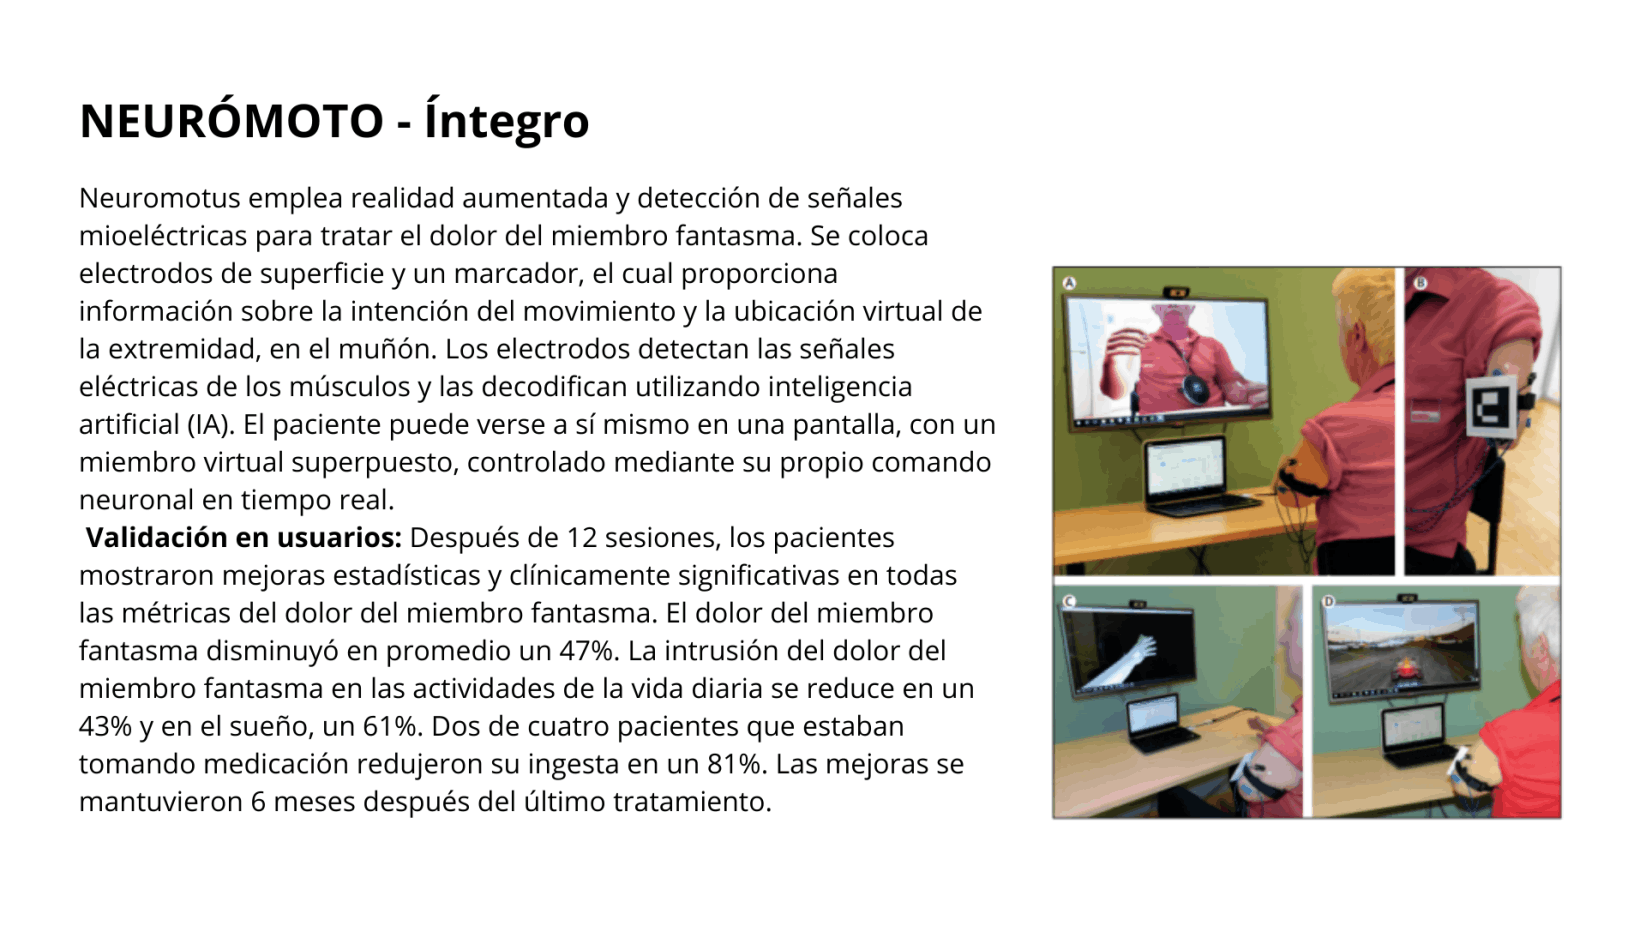 NEURÓMOTO - Íntegro
Neuromotus emplea realidad aumentada y detección de señales
mioeléctricas para tratar el dolor del miembro fantasma. Se coloca
electrodos de superficie y un marcador, el cual proporciona
información sobre la intención del movimiento y la ubicación virtual de
la extremidad, en el muñón. Los electrodos detectan las señales
eléctricas de los músculos y las decodifican utilizando inteligencia
artificial (IA). El paciente puede verse a sí mismo en una pantalla, con un
miembro virtual superpuesto, controlado mediante su propio comando
neuronal en tiempo real.
Validación en usuarios: Después de 12 sesiones, los pacientes
mostraron mejoras estadísticas y clínicamente significativas en todas
las métricas del dolor del miembro fantasma. El dolor del miembro
fantasma disminuyó en promedio un 47%. La intrusión del dolor del
miembro fantasma en las actividades de la vida diaria se reduce en un
43% y en el sueño, un 61%. Dos de cuatro pacientes que estaban
tomando medicación redujeron su ingesta en un 81%. Las mejoras se
mantuvieron 6 meses después del último tratamiento.
A
B
C
D